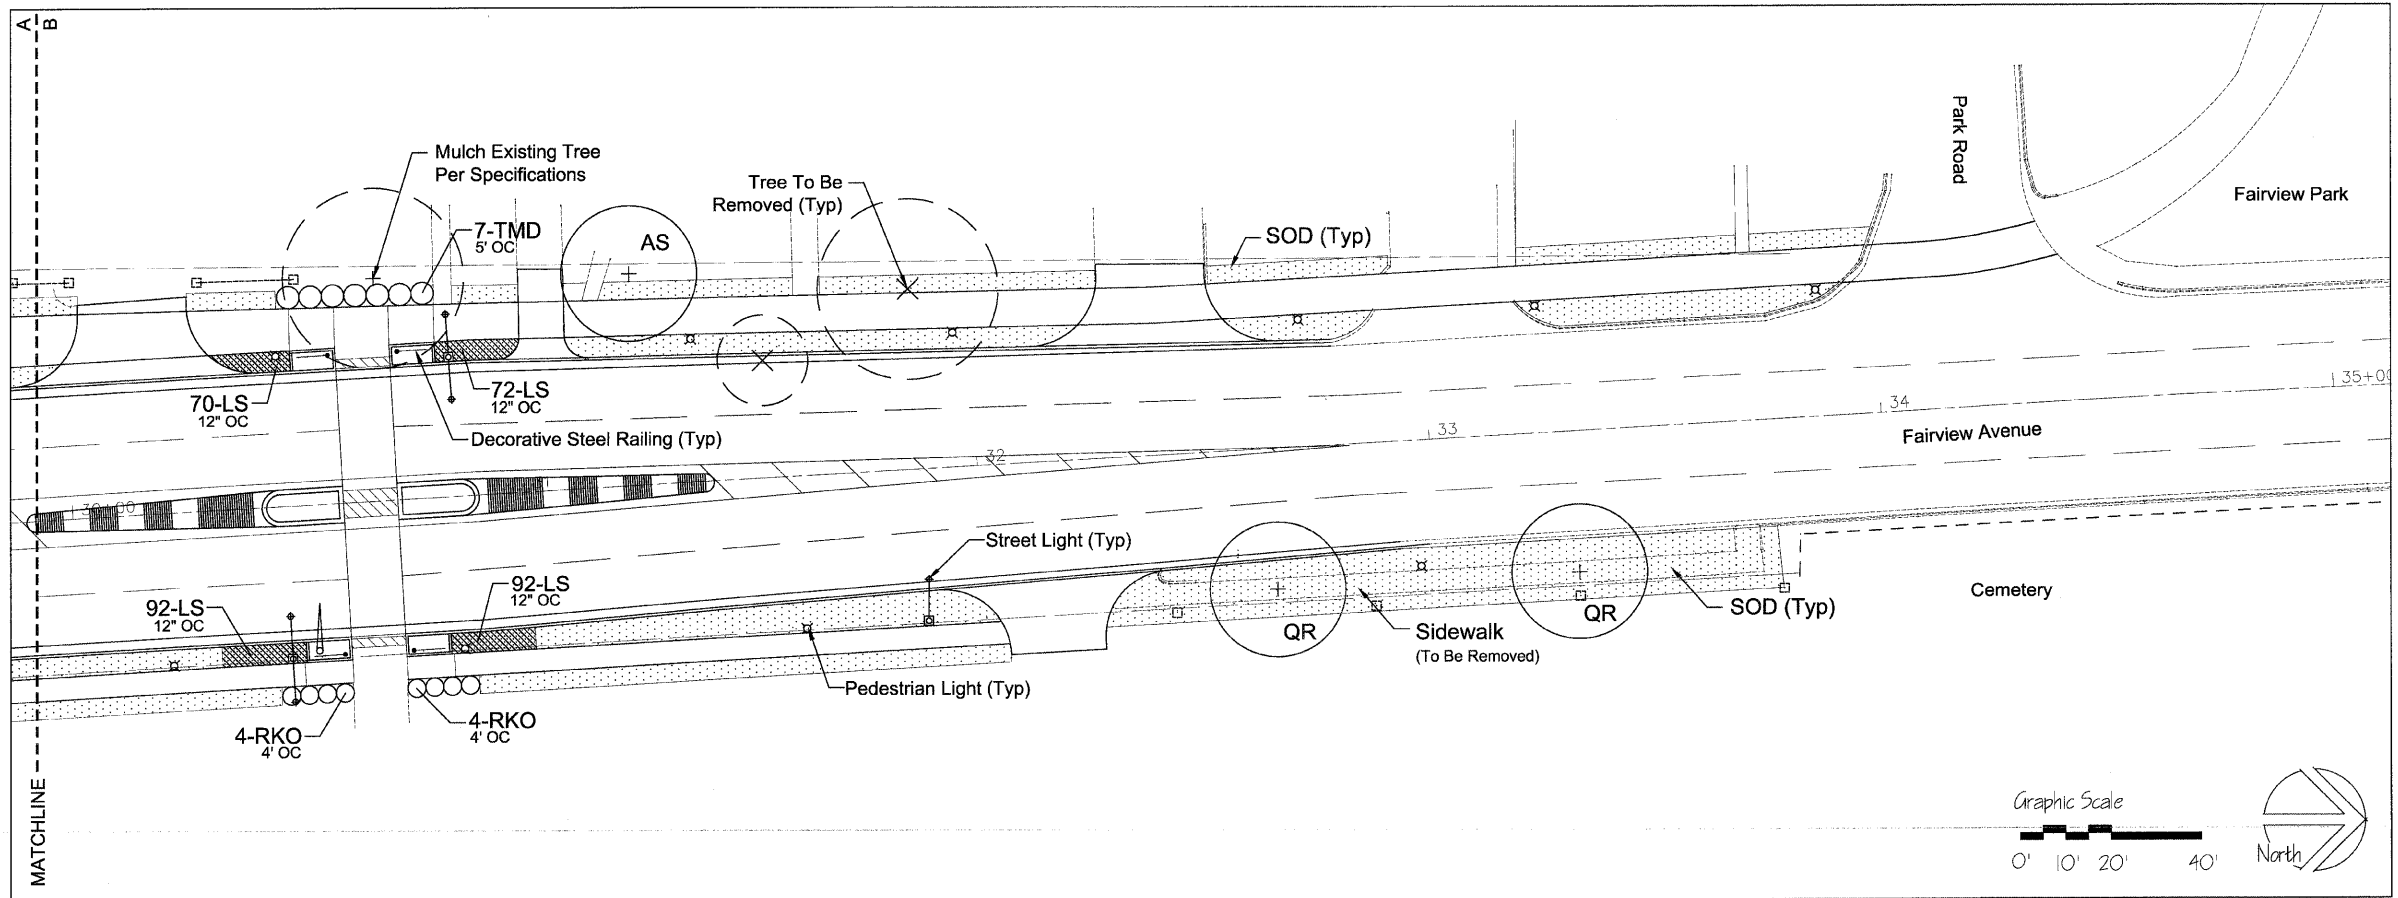 A
B
Mulch Existing Tree
Per Specifications
7-TMD
5' OC
AS
Tree To Be
Removed (Typ)
SOD (Typ)
Park Road
Fairview Park
70-LS
12" OC
72-LS
12" OC
Decorative Steel Railing (Typ)
30+00
32
33
34
35+00
Fairview Avenue
Street Light (Typ)
92-LS
12" OC
92-LS
12" OC
QR
QR
Sidewalk
(To Be Removed)
SOD (Typ)
Cemetery
Pedestrian Light (Typ)
4-RKO
4' OC
4-RKO
4' OC
MATCHLINE
Graphic Scale
0' 10' 20' 40'
North